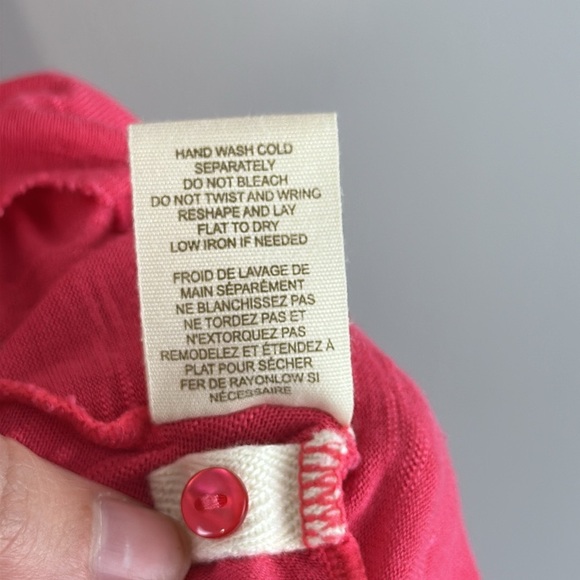 HAND WASH COLD
SEPARATELY
DO NOT BLEACH
DO NOT TWIST AND WRING
RESHAPE AND LAY
FLAT TO DRY
LOW IRON IF NEEDED
FROID DE LAVAGE DE
MAIN SÉPARÉMENT
NE BLANCHISSEZ PAS
NE TORDEZ PAS ET
N'EXTORQUEZ PAS
REMODELEZ ET ÉTENDEZ À
PLAT POUR SÈCHER
FER DE RAYONLOW SI
NÉCESSAIRE